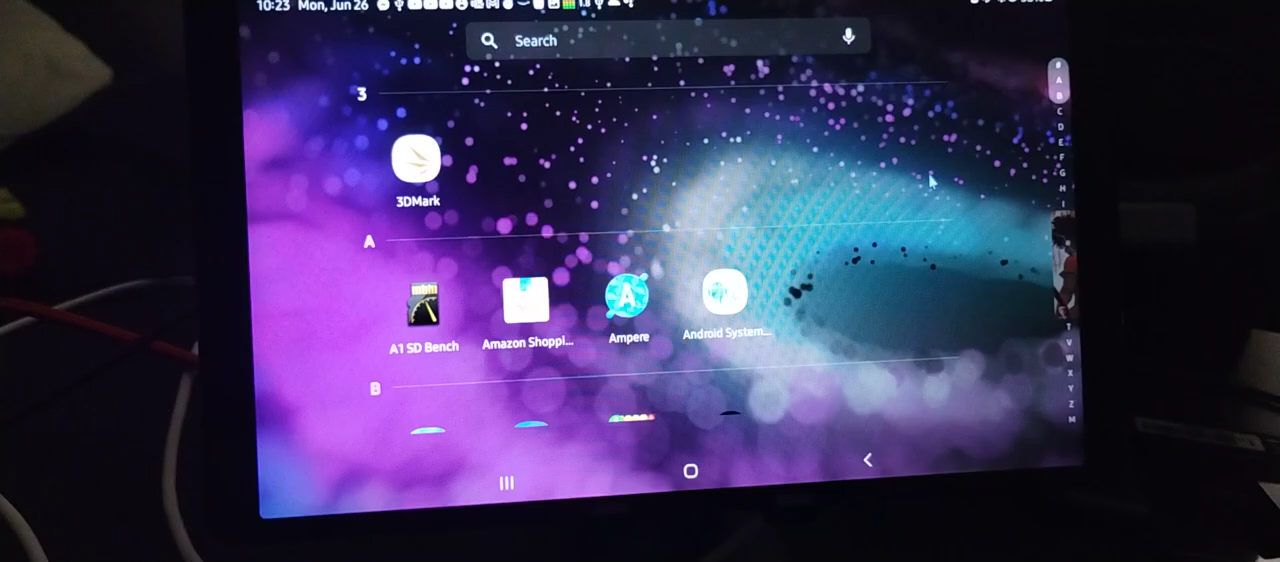 10:23 Mon, Jun 26
Search
3
3DMark
A
A1 SD Bench
Amazon Shoppi...
Ampere
Android System...
B
#
A
B
C
D
E
F
G
H
I
T
V
W
X
Y
Z
M